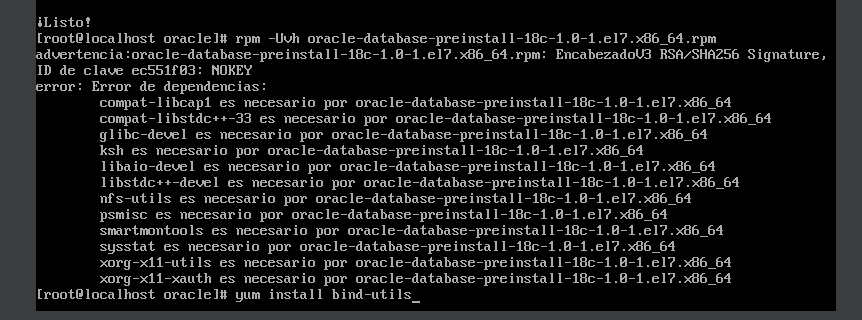 ¡Listo!
[root@localhost oracle]# rpm -Uvh oracle-database-preinstall-18c-1.0-1.el7.x86_64.rpm
advertencia:oracle-database-preinstall-18c-1.0-1.el7.x86_64.rpm: EncabezadoV3 RSA/SHA256 Signature,
ID de clave ec551f03: NOKEY
error: Error de dependencias:
compat-libcap1 es necesario por oracle-database-preinstall-18c-1.0-1.el7.x86_64
compat-libstdc++-33 es necesario por oracle-database-preinstall-18c-1.0-1.el7.x86_64
glibc-devel es necesario por oracle-database-preinstall-18c-1.0-1.el7.x86_64
ksh es necesario por oracle-database-preinstall-18c-1.0-1.el7.x86_64
libaio-devel es necesario por oracle-database-preinstall-18c-1.0-1.el7.x86_64
libstdc++-devel es necesario por oracle-database-preinstall-18c-1.0-1.el7.x86_64
nfs-utils es necesario por oracle-database-preinstall-18c-1.0-1.el7.x86_64
psmisc es necesario por oracle-database-preinstall-18c-1.0-1.el7.x86_64
smartmontools es necesario por oracle-database-preinstall-18c-1.0-1.el7.x86_64
sysstat es necesario por oracle-database-preinstall-18c-1.0-1.el7.x86_64
xorg-x11-utils es necesario por oracle-database-preinstall-18c-1.0-1.el7.x86_64
xorg-x11-xauth es necesario por oracle-database-preinstall-18c-1.0-1.el7.x86_64
[root@localhost oracle]# yum install bind-utils_